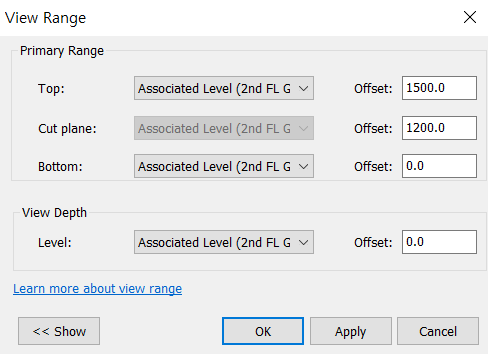 View Range
Primary Range
Top: Associated Level (2nd FL G Offset: 1500.0
Cut plane: Associated Level (2nd FL G Offset: 1200.0
Bottom: Associated Level (2nd FL G Offset: 0.0
View Depth
Level: Associated Level (2nd FL G Offset: 0.0
Learn more about view range
<< Show OK Apply Cancel